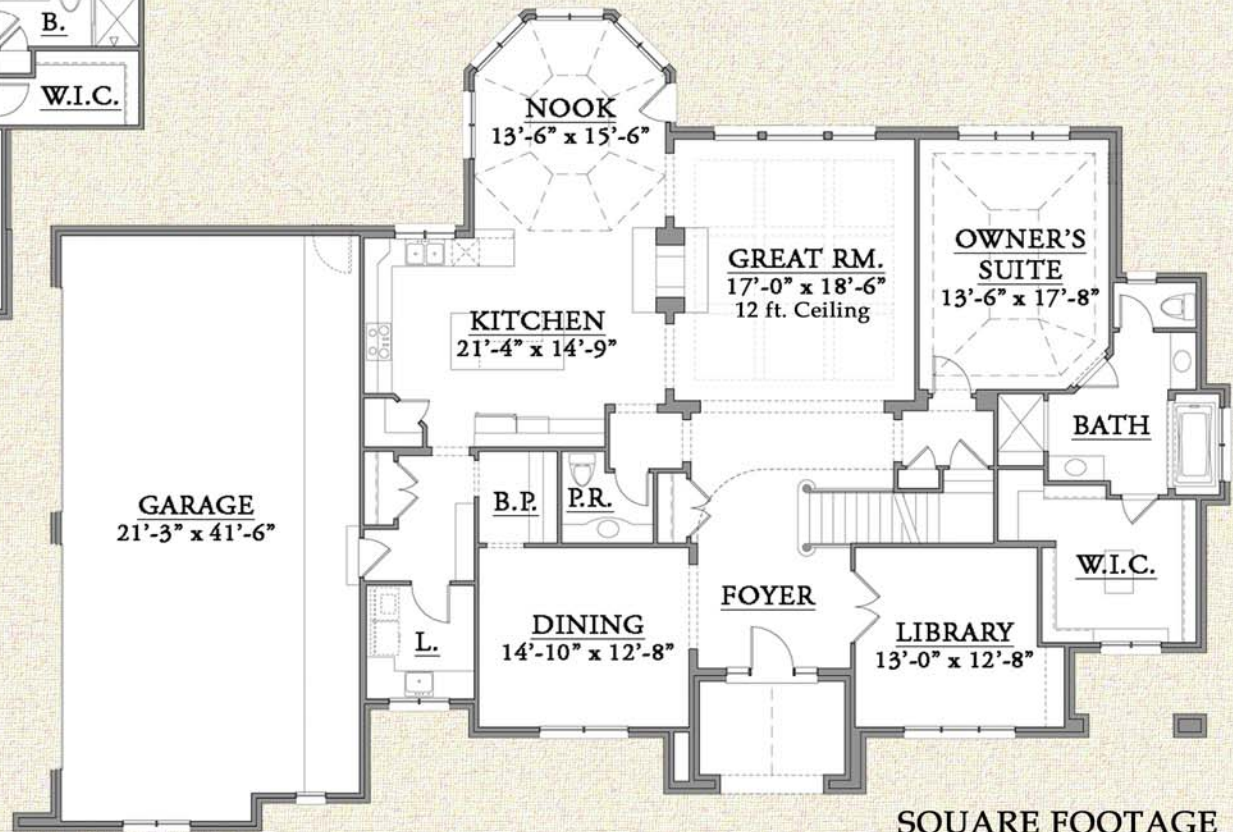 B.
W.I.C.
NOOK
13'-6" x 15'-6"
GREAT RM.
17'-0" x 18'-6"
12 ft. Ceiling
OWNER'S
SUITE
13'-6" x 17'-8"
KITCHEN
21'-4" x 14'-9"
BATH
GARAGE
21'-3" x 41'-6"
B.P.
P.R.
W.I.C.
FOYER
L.
DINING
14'-10" x 12'-8"
LIBRARY
13'-0" x 12'-8"
SQUARE FOOTAGE